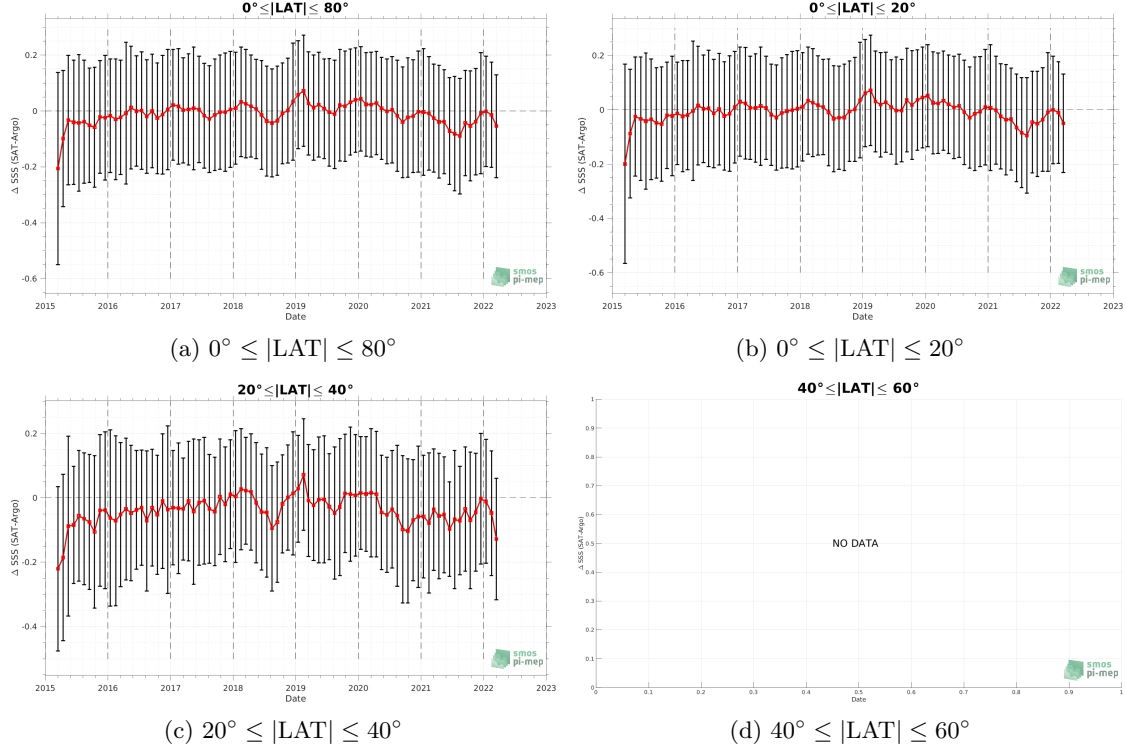 0°≤|LAT|≤ 80°
Δ SSS (SAT-Argo)
0.2
0
-0.2
-0.4
-0.6
2015 2016 2017 2018 2019 2020 2021 2022 2023
Date
smos
pi-mep
(a) 0° ≤ |LAT| ≤ 80°
0°≤|LAT|≤ 20°
Δ SSS (SAT-Argo)
0.2
0
-0.2
-0.4
-0.6
2015 2016 2017 2018 2019 2020 2021 2022 2023
Date
smos
pi-mep
(b) 0° ≤ |LAT| ≤ 20°
20°≤|LAT|≤ 40°
Δ SSS (SAT-Argo)
0.2
0
-0.2
-0.4
2015 2016 2017 2018 2019 2020 2021 2022 2023
Date
smos
pi-mep
(c) 20° ≤ |LAT| ≤ 40°
40°≤|LAT|≤ 60°
Δ SSS (SAT-Argo)
1
0.9
0.8
0.7
0.6
0.5
0.4
0.3
0.2
0.1
0
NO DATA
0 0.1 0.2 0.3 0.4 0.5 0.6 0.7 0.8 0.9 1
Date
smos
pi-mep
(d) 40° ≤ |LAT| ≤ 60°